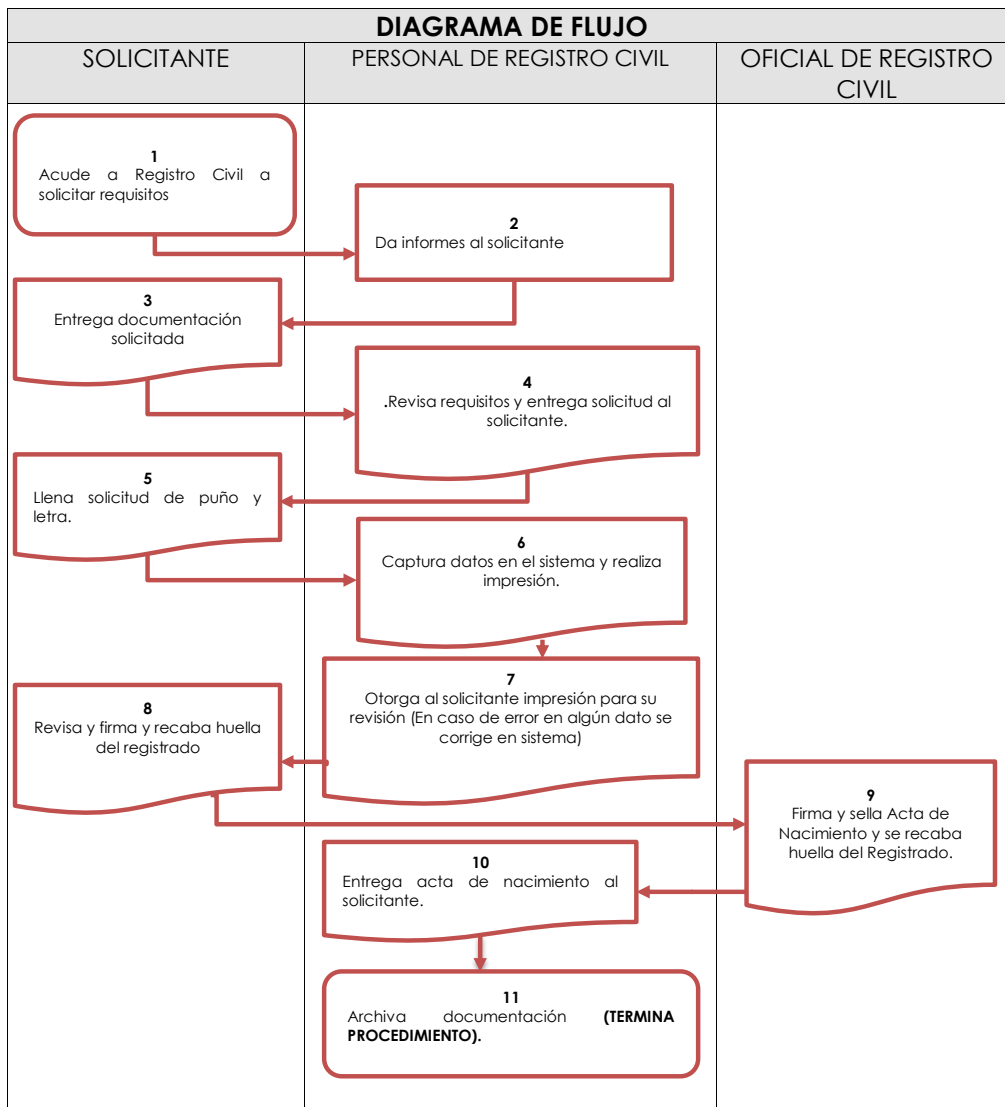 DIAGRAMA DE FLUJO
SOLICITANTE
PERSONAL DE REGISTRO CIVIL
OFICIAL DE REGISTRO
CIVIL
1
Acude a Registro Civil a
solicitar requisitos
2
Da informes al solicitante
3
Entrega documentación
solicitada
4
.Revisa requisitos y entrega solicitud al
solicitante.
5
Llena solicitud de puño y
letra.
6
Captura datos en el sistema y realiza
impresión.
7
Otorga al solicitante impresión para su
revisión (En caso de error en algún dato se
corrige en sistema)
8
Revisa y firma y recaba huella
del registrado
9
Firma y sella Acta de
Nacimiento y se recaba
huella del Registrado.
10
Entrega acta de nacimiento al
solicitante.
11
Archiva documentación (TERMINA
PROCEDIMIENTO).